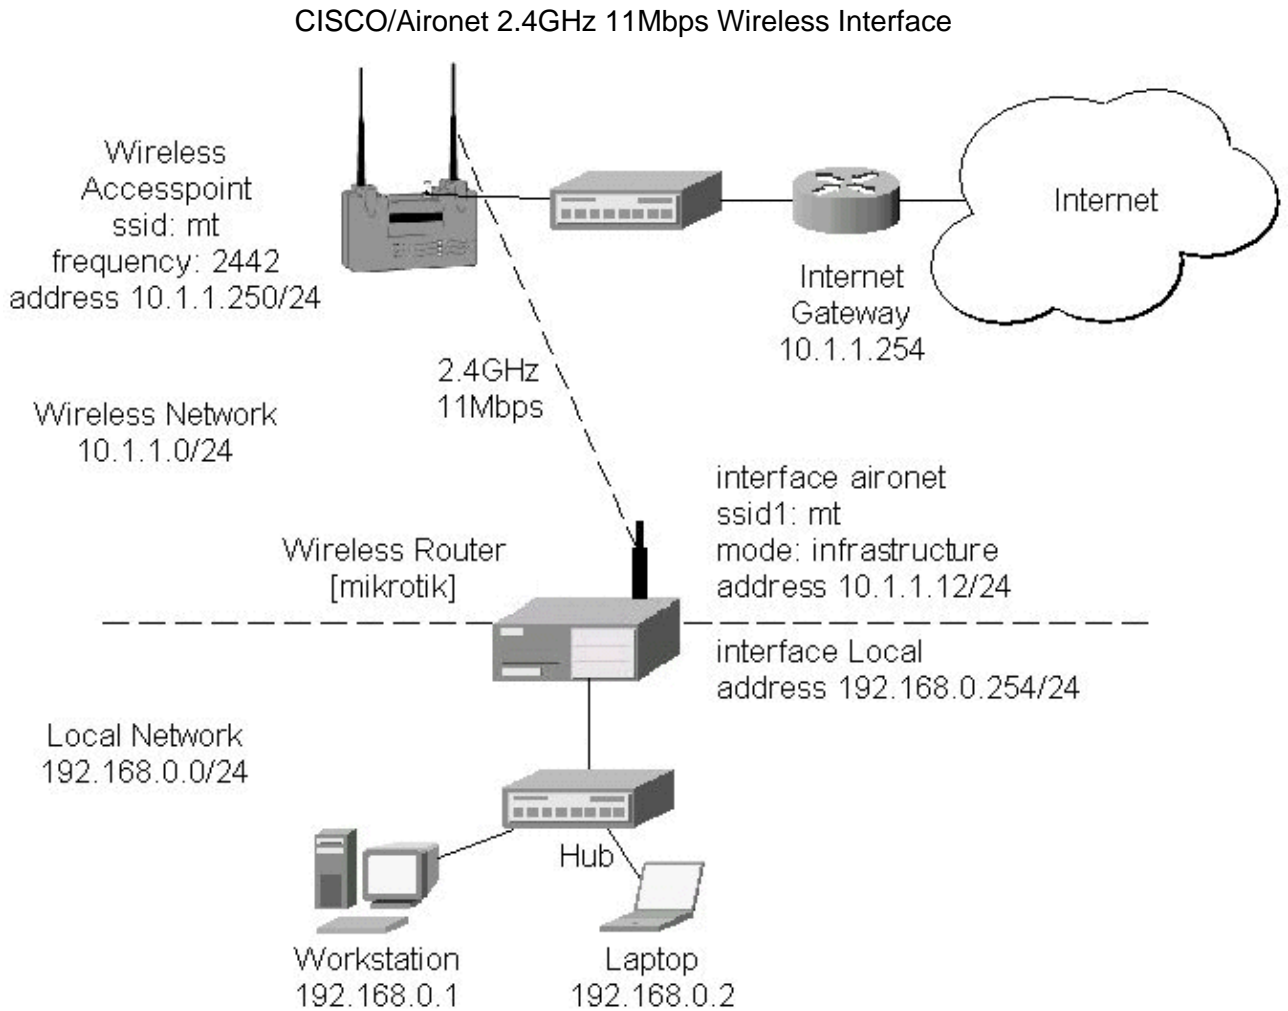 CISCO/Aironet 2.4GHz 11Mbps Wireless Interface
Wireless
Accesspoint
ssid: mt
frequency: 2442
address 10.1.1.250/24
Internet
Internet
Gateway
10.1.1.254
2.4GHz
11Mbps
Wireless Network
10.1.1.0/24
interface aironet
ssid1: mt
mode: infrastructure
address 10.1.1.12/24
Wireless Router
[mikrotik]
interface Local
address 192.168.0.254/24
Local Network
192.168.0.0/24
Hub
Workstation
192.168.0.1
Laptop
192.168.0.2